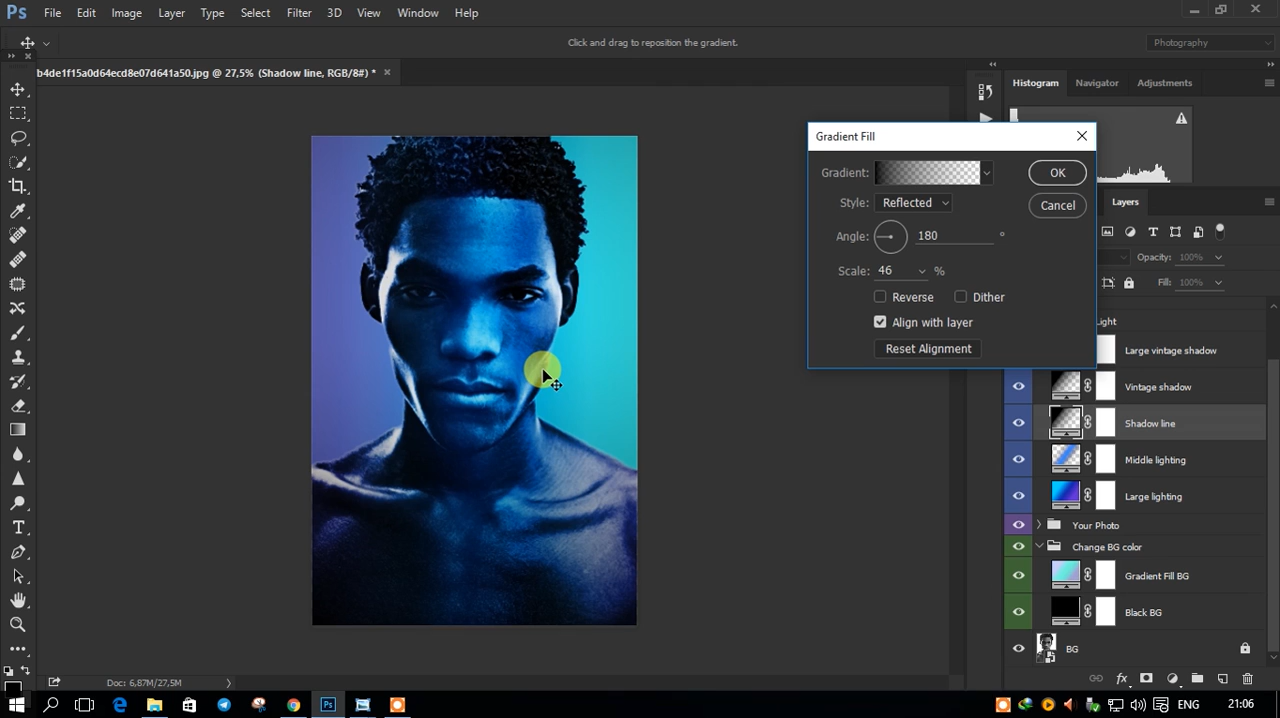 Ps File Edit Image Layer Type Select Filter 3D View Window Help
Click and drag to reposition the gradient.
Photography
b4de1f15a0d64ecd8e07d641a50.jpg @ 27,5% (Shadow line, RGB/8#) *
Histogram Navigator Adjustments
Gradient Fill
Gradient:
OK
Style: Reflected
Cancel
Angle: 180 °
Scale: 46 %
Reverse Dither
Align with layer
Reset Alignment
Layers
Opacity: 100%
Fill: 100%
Light
Large vintage shadow
Vintage shadow
Shadow line
Middle lighting
Large lighting
Your Photo
Change BG color
Gradient Fill BG
Black BG
BG
Doc: 6,87M/27,5M
Ps
ENG
21:06